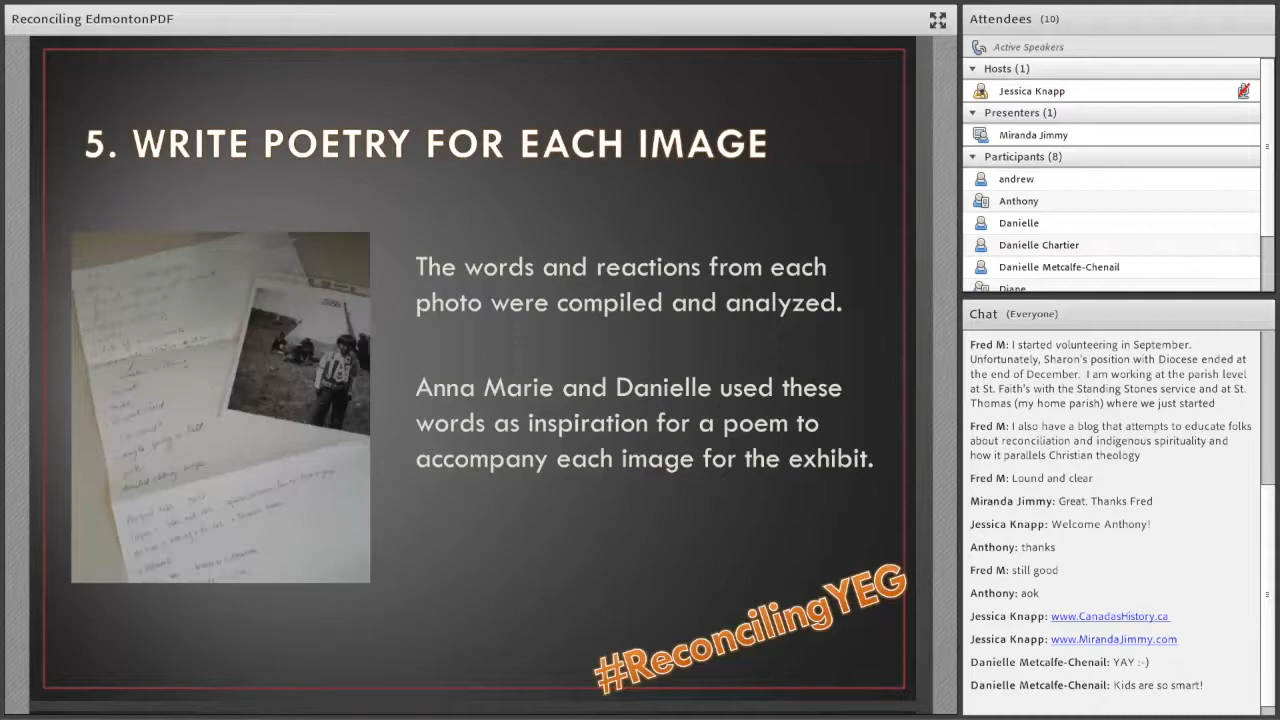 Reconciling EdmontonPDF
5. WRITE POETRY FOR EACH IMAGE
The words and reactions from each
photo were compiled and analyzed.
Anna Marie and Danielle used these
words as inspiration for a poem to
accompany each image for the exhibit.
#ReconcilingYEG
Attendees (10)
Active Speakers
Hosts (1)
Jessica Knapp
Presenters (1)
Miranda Jimmy
Participants (8)
andrew
Anthony
Danielle
Danielle Chartier
Danielle Metcalfe-Chenail
Diane
Chat (Everyone)
Fred M: I started volunteering in September.
Unfortunately, Sharon's position with Diocese ended at
the end of December. I am working at the parish level
at St. Faith's with the Standing Stones service and at St.
Thomas (my home parish) where we just started
Fred M: I also have a blog that attempts to educate folks
about reconciliation and indigenous spirituality and
how it parallels Christian theology
Fred M: Lound and clear
Miranda Jimmy: Great. Thanks Fred
Jessica Knapp: Welcome Anthony!
Anthony: thanks
Fred M: still good
Anthony: aok
Jessica Knapp: www.CanadasHistory.ca
Jessica Knapp: www.MirandaJimmy.com
Danielle Metcalfe-Chenail: YAY :-)
Danielle Metcalfe-Chenail: Kids are so smart!